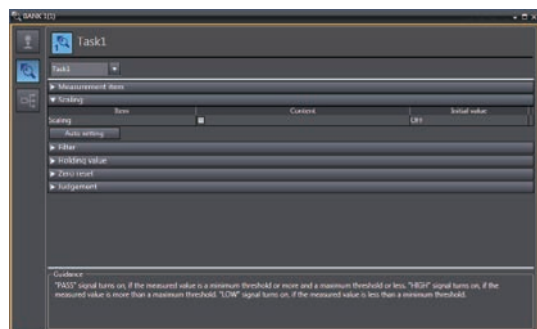 BANK 1(1)
Task1
Task1
Measurement item
Scaling
Item Content Initial value
Scaling OFF
Auto setting
Filter
Holding value
Zero reset
Judgement
Guidance
"PASS" signal turns on, if the measured value is a minimum threshold or more and a maximum threshold or less. "HIGH" signal turns on, if the
measured value is more than a maximum threshold. "LOW" signal turns on, if the measured value is less than a minimum threshold.